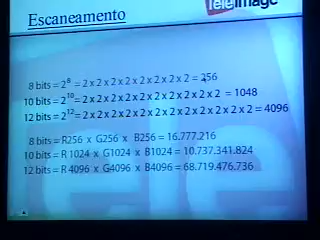 Escaneamento
Teleimage
8 bits = 2⁸ = 2 x 2 x 2 x 2 x 2 x 2 x 2 x 2 = 256
10 bits = 2¹⁰= 2 x 2 x 2 x 2 x 2 x 2 x 2 x 2 x 2 x 2 = 1048
12 bits = 2¹²= 2 x 2 x 2 x 2 x 2 x 2 x 2 x 2 x 2 x 2 x 2 x 2 = 4096
8 bits = R256 x G256 x B256 = 16.777.216
10 bits = R 1024 x G1024 x B1024 = 10.737.341.824
12 bits = R 4096 x G4096 x B4096 = 68.719.476.736